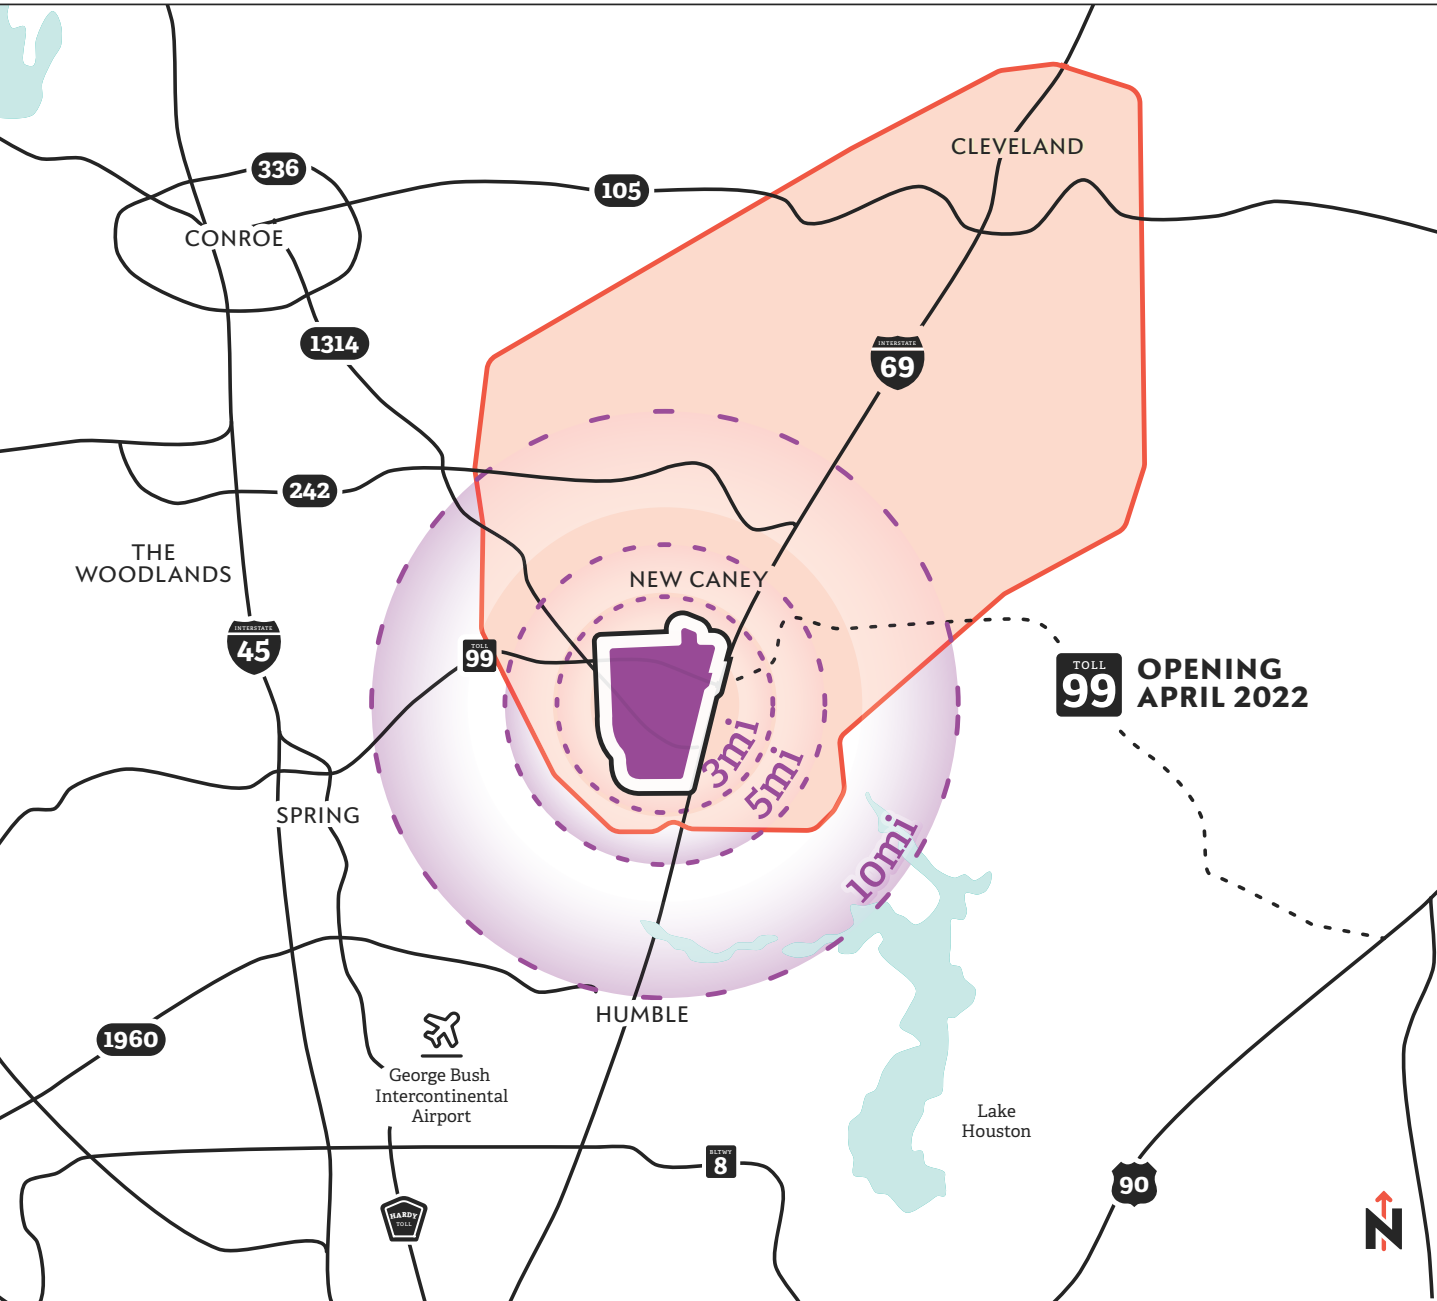 CLEVELAND
336
105
CONROE
1314
INTERSTATE
69
242
THE
WOODLANDS
NEW CANEY
INTERSTATE
45
TOLL
99
TOLL
99
OPENING
APRIL 2022
3mi
5mi
10mi
SPRING
HUMBLE
1960
George Bush
Intercontinental
Airport
Lake
Houston
BLTWY
8
90
HARDY
TOLL
N